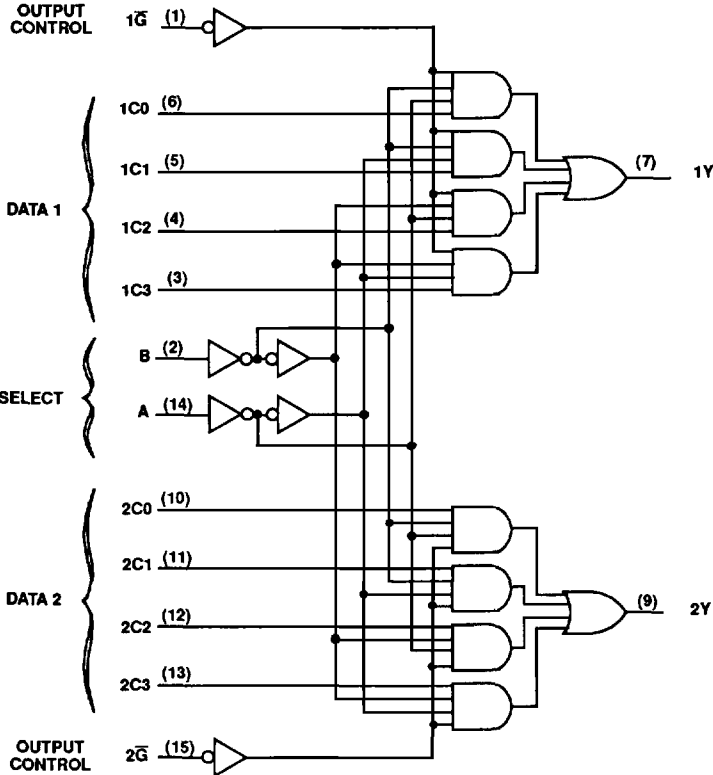 OUTPUT CONTROL 1G̅ (1)
1C0 (6)
1C1 (5)
(7) 1Y
DATA 1
1C2 (4)
1C3 (3)
B (2)
SELECT
A (14)
2C0 (10)
2C1 (11)
DATA 2
2C2 (12)
(9) 2Y
2C3 (13)
OUTPUT CONTROL 2G̅ (15)